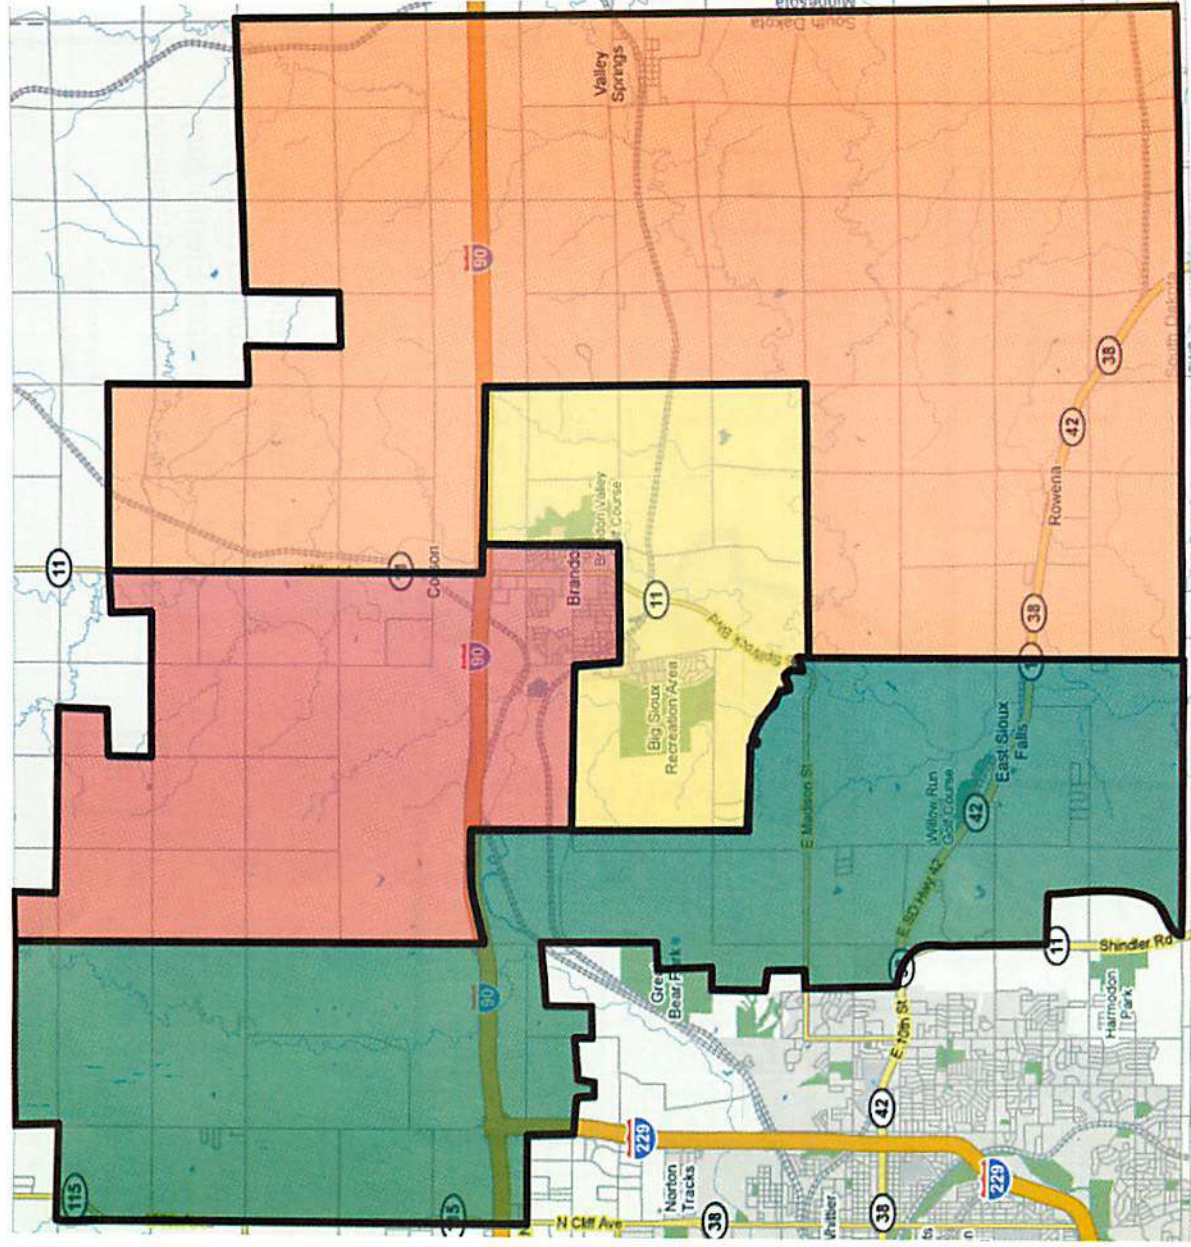 Minnesota
South Dakota
Valley
Springs
90
South Dakota
38
42
Rowena
38
11
Brandon Valley
Course
Brandon
11
90
Big Sioux
Recreation Area
E Madison St
Willow Run
Golf Course
East Sioux
Falls
42
E SD Hwy 42
90
Great
Bear Park
11
Shindler Rd
Harmodon
Park
E 10th St
42
229
229
Norton
Tracks
38
38
Whittier
N Cliff Ave
115